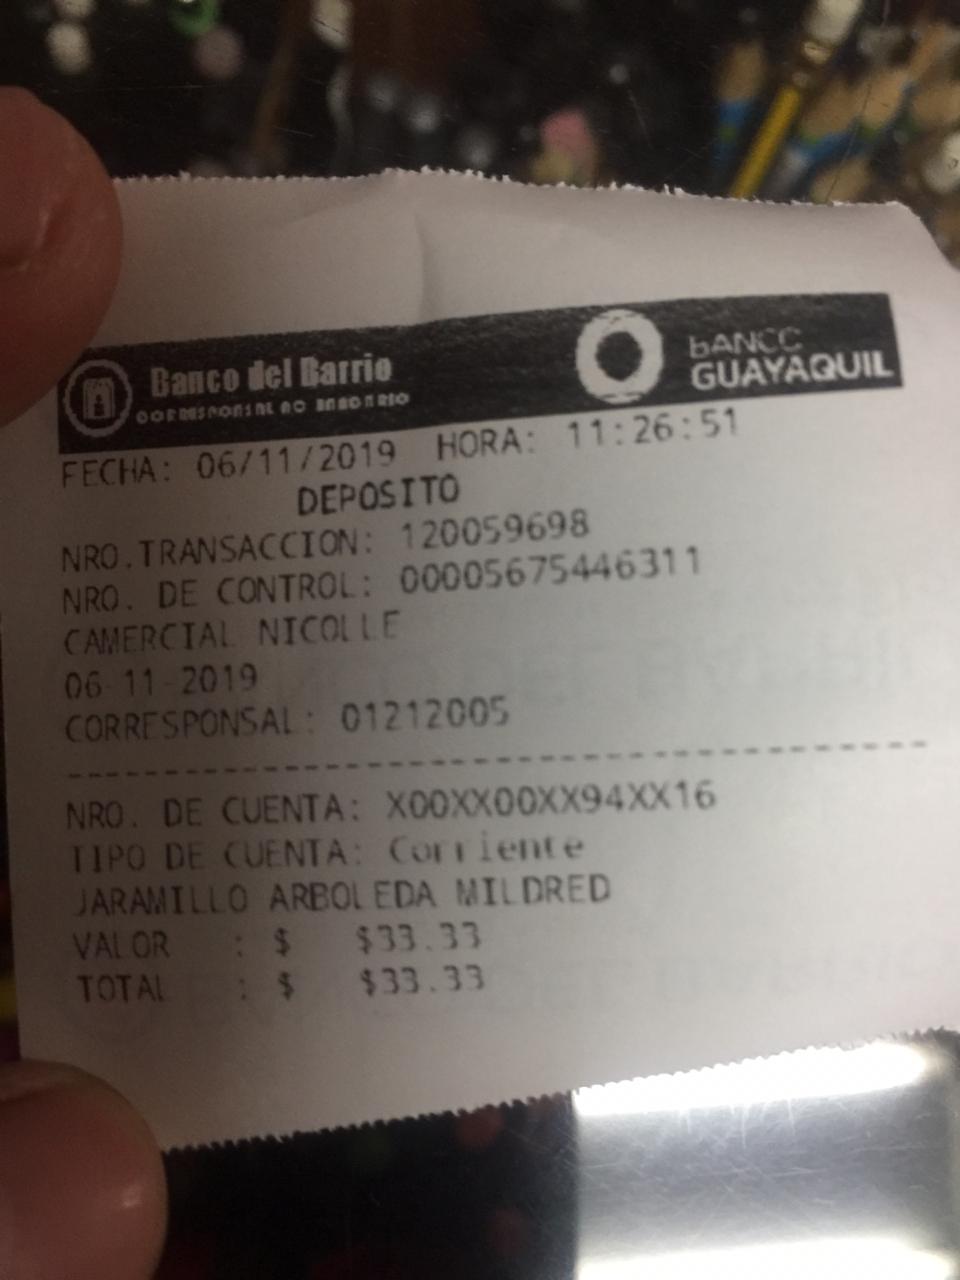 Banco del Barrio
CORRESPONSAL NO BANCARIO
BANCO
GUAYAQUIL
FECHA: 06/11/2019 HORA: 11:26:51
DEPOSITO
NRO.TRANSACCION: 120059698
NRO. DE CONTROL: 00005675446311
CAMERCIAL NICOLLE
06-11-2019
CORRESPONSAL: 01212005
--------------------------------------
NRO. DE CUENTA: X00XX00XX94XX16
TIPO DE CUENTA: Corriente
JARAMILLO ARBOLEDA MILDRED
VALOR : $ $33.33
TOTAL : $ $33.33